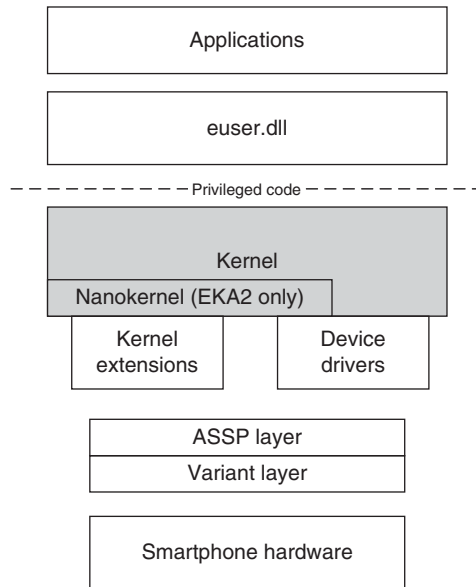 Applications
euser.dll
Privileged code
Kernel
Nanokernel (EKA2 only)
Kernel
extensions
Device
drivers
ASSP layer
Variant layer
Smartphone hardware